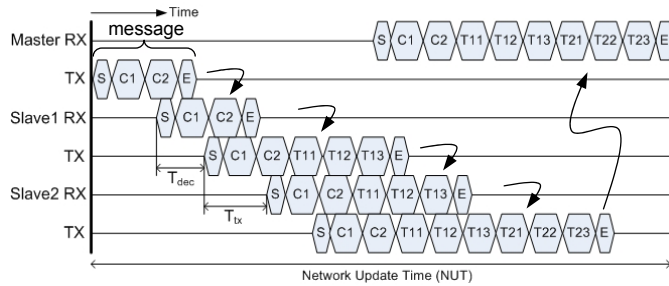 Time
Master RX S C1 C2 T11 T12 T13 T21 T22 T23 E
message
TX S C1 C2 E
Slave1 RX S C1 C2 E
TX S C1 C2 T11 T12 T13 E
Tdec
Slave2 RX S C1 C2 T11 T12 T13 E
Ttx
TX S C1 C2 T11 T12 T13 T21 T22 T23 E
Network Update Time (NUT)